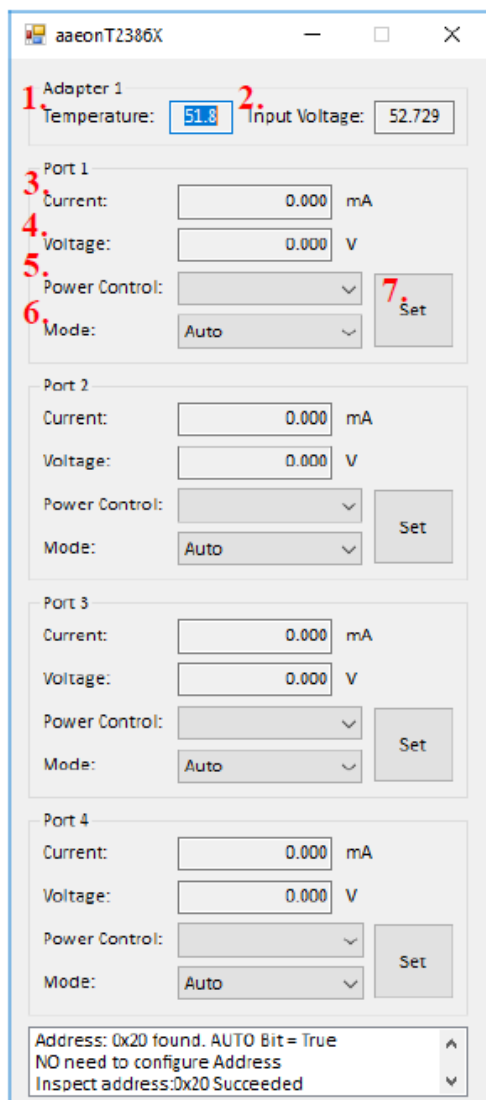 aaeonT2386X
Adapter 1
1. Temperature: 51.8 2. Input Voltage: 52.729
Port 1
3. Current: 0.000 mA
4. Voltage: 0.000 V
5. Power Control:
7. Set
6. Mode: Auto
Port 2
Current: 0.000 mA
Voltage: 0.000 V
Power Control:
Set
Mode: Auto
Port 3
Current: 0.000 mA
Voltage: 0.000 V
Power Control:
Set
Mode: Auto
Port 4
Current: 0.000 mA
Voltage: 0.000 V
Power Control:
Set
Mode: Auto
Address: 0x20 found. AUTO Bit = True
NO need to configure Address
Inspect address:0x20 Succeeded